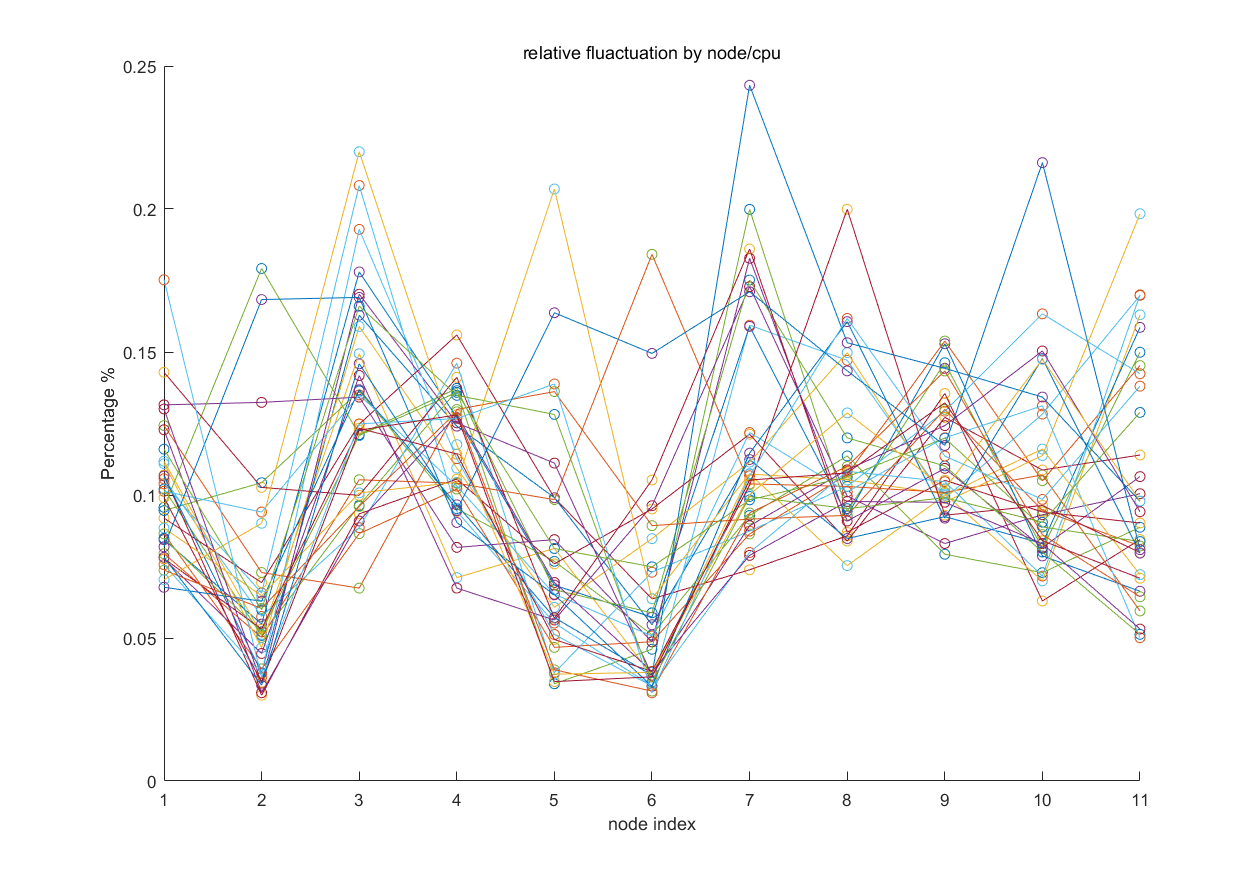 relative fluactuation by node/cpu
0.25
0.2
0.15
0.1
0.05
0
Percentage %
1 2 3 4 5 6 7 8 9 10 11
node index